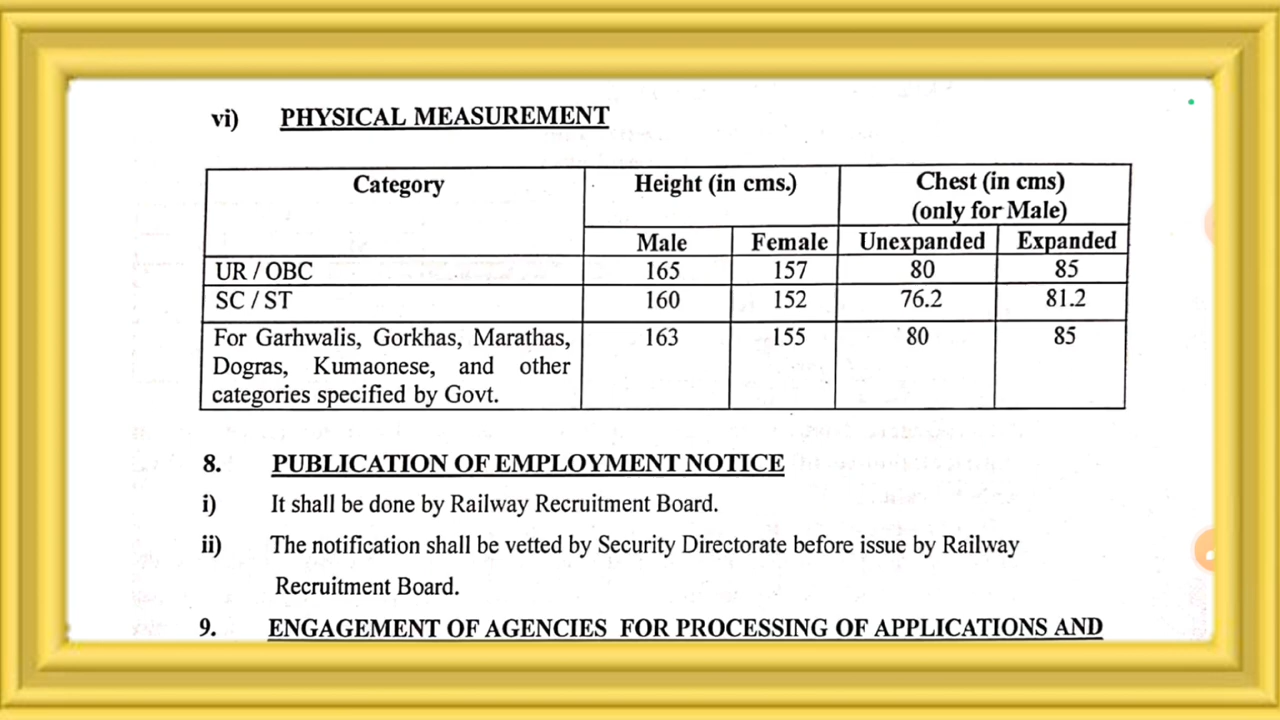 vi) PHYSICAL MEASUREMENT
Category Height (in cms.) Chest (in cms)
(only for Male)
Male Female Unexpanded Expanded
UR / OBC 165 157 80 85
SC / ST 160 152 76.2 81.2
For Garhwalis, Gorkhas, Marathas, 163 155 80 85
Dogras, Kumaonese, and other
categories specified by Govt.
8. PUBLICATION OF EMPLOYMENT NOTICE
i) It shall be done by Railway Recruitment Board.
ii) The notification shall be vetted by Security Directorate before issue by Railway
Recruitment Board.
9. ENGAGEMENT OF AGENCIES FOR PROCESSING OF APPLICATIONS AND